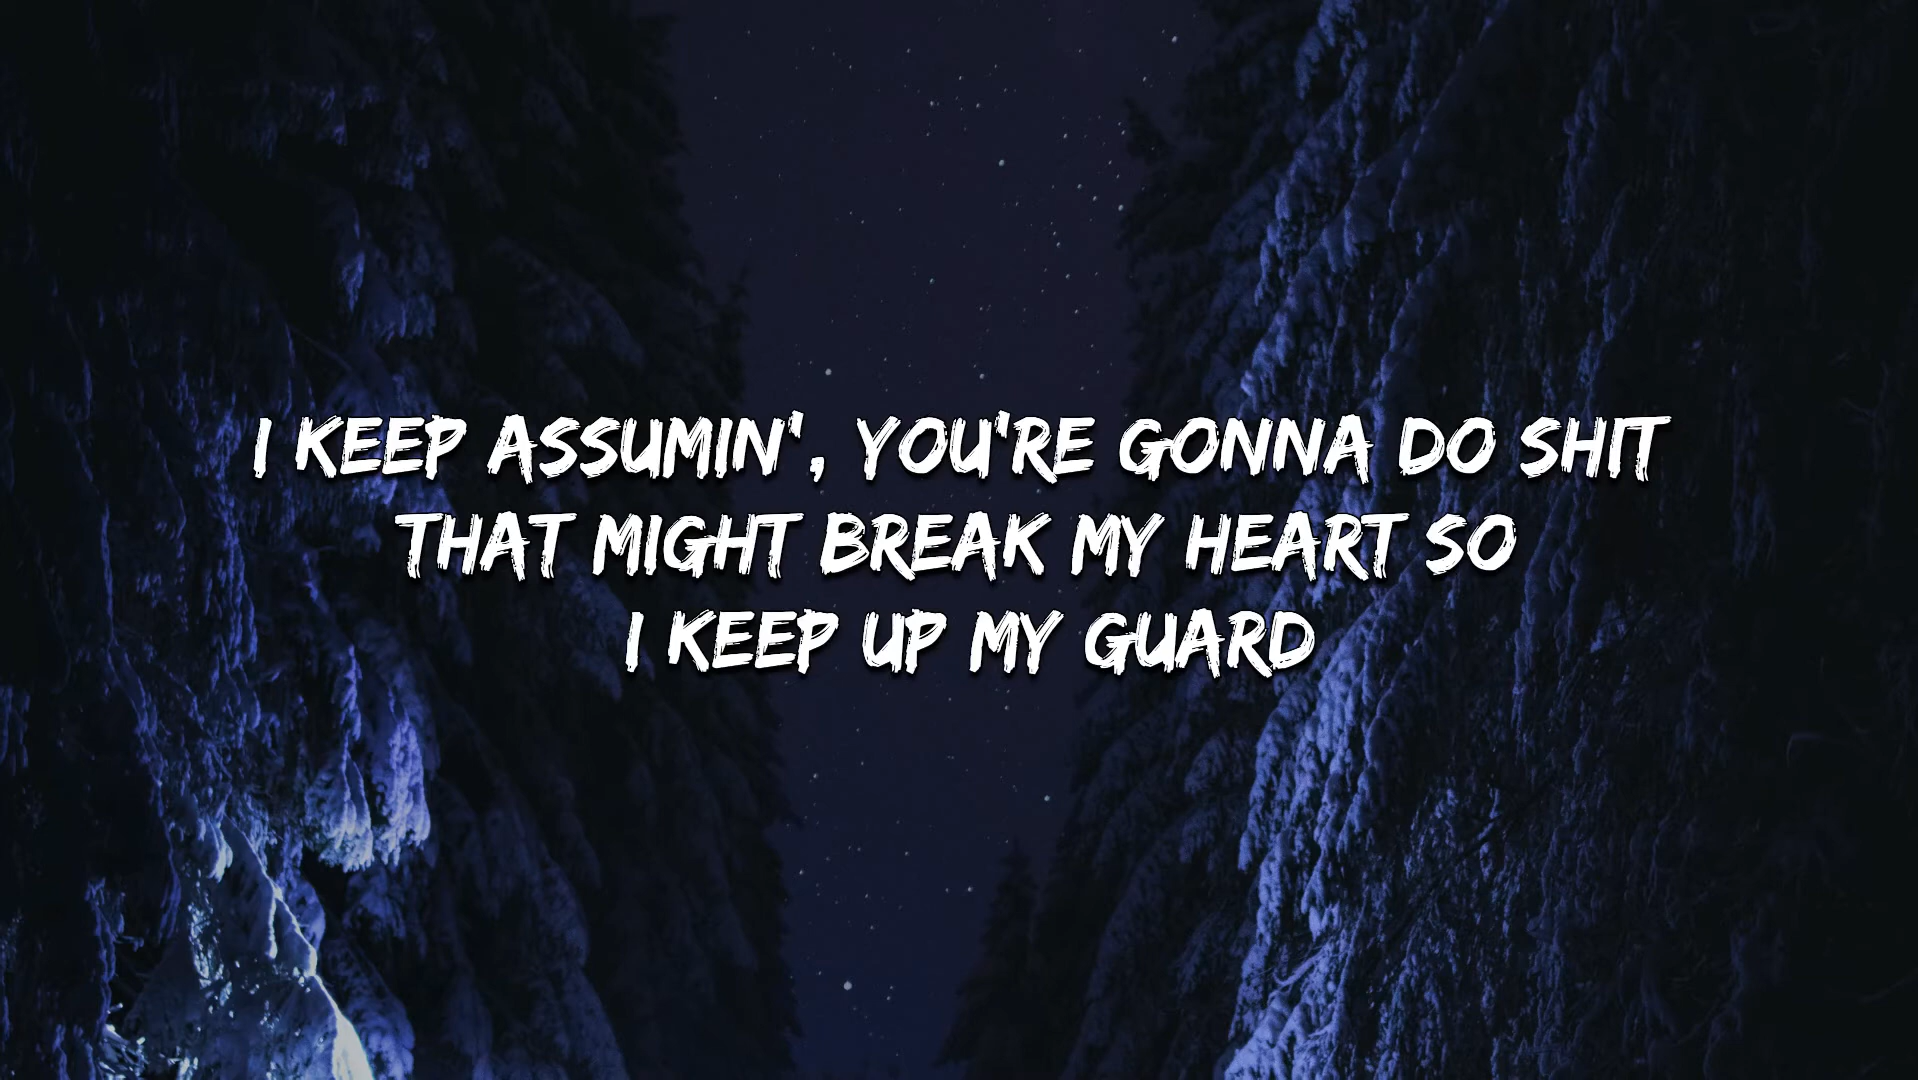 I KEEP ASSUMIN', YOU'RE GONNA DO SHIT
THAT MIGHT BREAK MY HEART SO
I KEEP UP MY GUARD